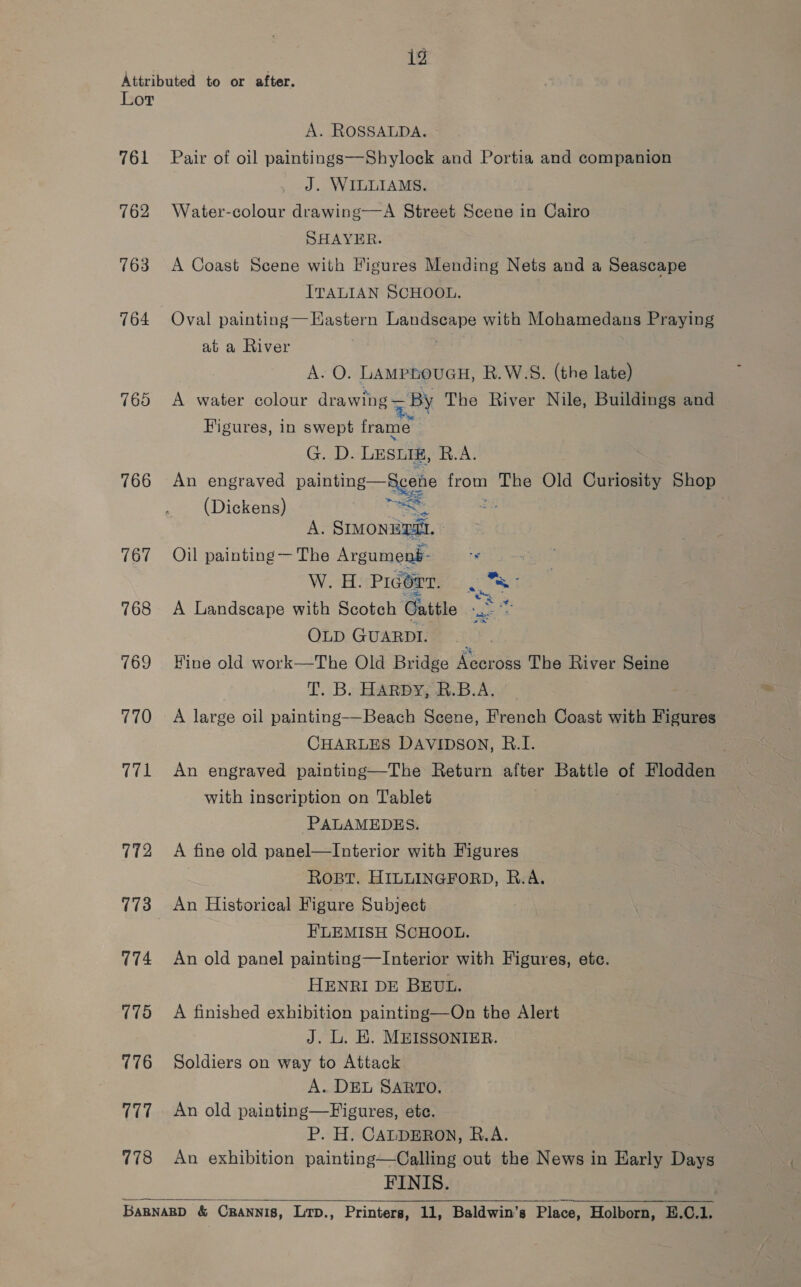 12
Attributed to or after.
Lot
A. ROSSALDA.
761 Pair of oil paintings—Shylock and Portia and companion
J. WILLIAMS.
762 Water-colour drawing—A Street Scene in Cairo
SHAYER.
763 A Coast Scene with Figures Mending Nets and a Seascape
ITALIAN SCHOOL.
764 Oval painting—Eastern Landscape with Mohamedans Praying
at a River
A. O. LAMPLOUGH, R.W.S. (the late)
765 A water colour drawing—By The River Nile, Buildings and
Figures, in swept frame
G. D. LESLIE, R.A.
766 An engraved painting—Scene from The Old Curiosity Shop
(Dickens)
A. SIMONETTI.
767 Oil painting—The Argument
W. H. PIGOTT.
768 A Landscape with Scotch Cattle
OLD GUARDI.
769 Fine old work—The Old Bridge Accross The River Seine
T. B. HARDY, R.B.A.
770 A large oil painting—Beach Scene, French Coast with Figures
CHARLES DAVIDSON, R.I.
771 An engraved painting—The Return after Battle of Flodden
with inscription on Tablet
PALAMEDES.
772 A fine old panel—Interior with Figures
ROBT. HILLINGFORD, R.A.
773 An Historical Figure Subject
FLEMISH SCHOOL.
774 An old panel painting—Interior with Figures, etc.
HENRI DE BEUL.
775 A finished exhibition painting—On the Alert
J. L. E. MEISSONIER.
776 Soldiers on way to Attack
A. DEL SARTO.
777 An old painting—Figures, etc.
P. H. CALDERON, R.A.
778 An exhibition painting—Calling out the News in Early Days
FINIS.
BARNARD & CRANNIS, LTD., Printers, 11, Baldwin's Place, Holborn, E.C.1.